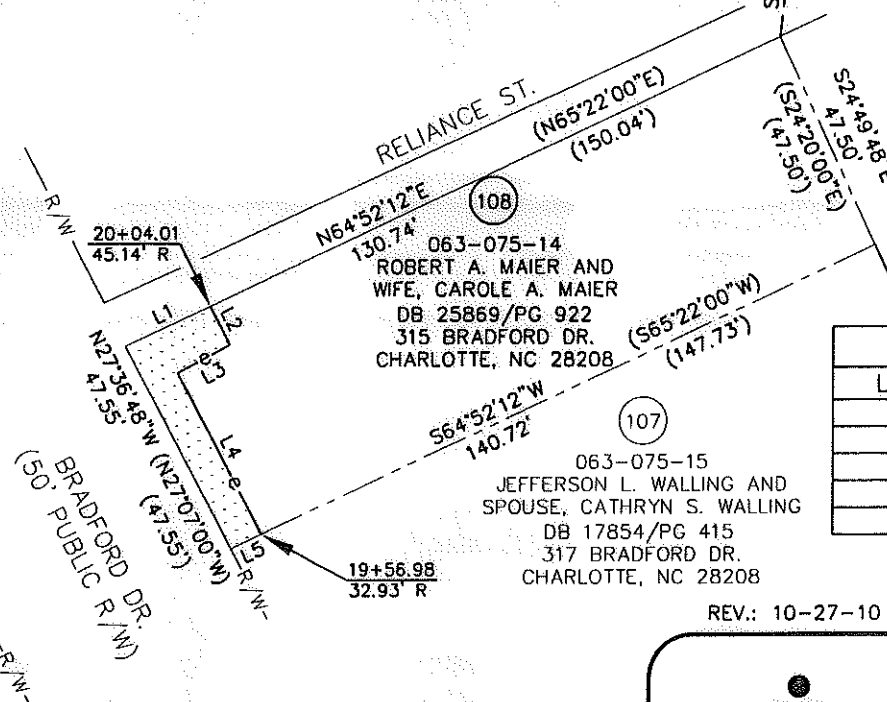 RELIANCE ST.
(N65°22'00"E)
(150.04')
N64°52'12"E
130.74'
S24°49'48"E
47.50'
(S24°20'00"E)
(47.50')
R/W
20+04.01
45.14' R
L1
L2
L3
e
L4
e
L5
108
063-075-14
ROBERT A. MAIER AND
WIFE, CAROLE A. MAIER
DB 25869/PG 922
315 BRADFORD DR.
CHARLOTTE, NC 28208
(S65°22'00"W)
(147.73')
S64°52'12"W
140.72'
N27°36'48"W
47.55'
(N27°07'00"W)
(47.55')
BRADFORD DR.
(50' PUBLIC R/W)
R/W-
-R/W-
19+56.98
32.93' R
107
063-075-15
JEFFERSON L. WALLING AND
SPOUSE, CATHRYN S. WALLING
DB 17854/PG 415
317 BRADFORD DR.
CHARLOTTE, NC 28208
L
REV.: 10-27-10